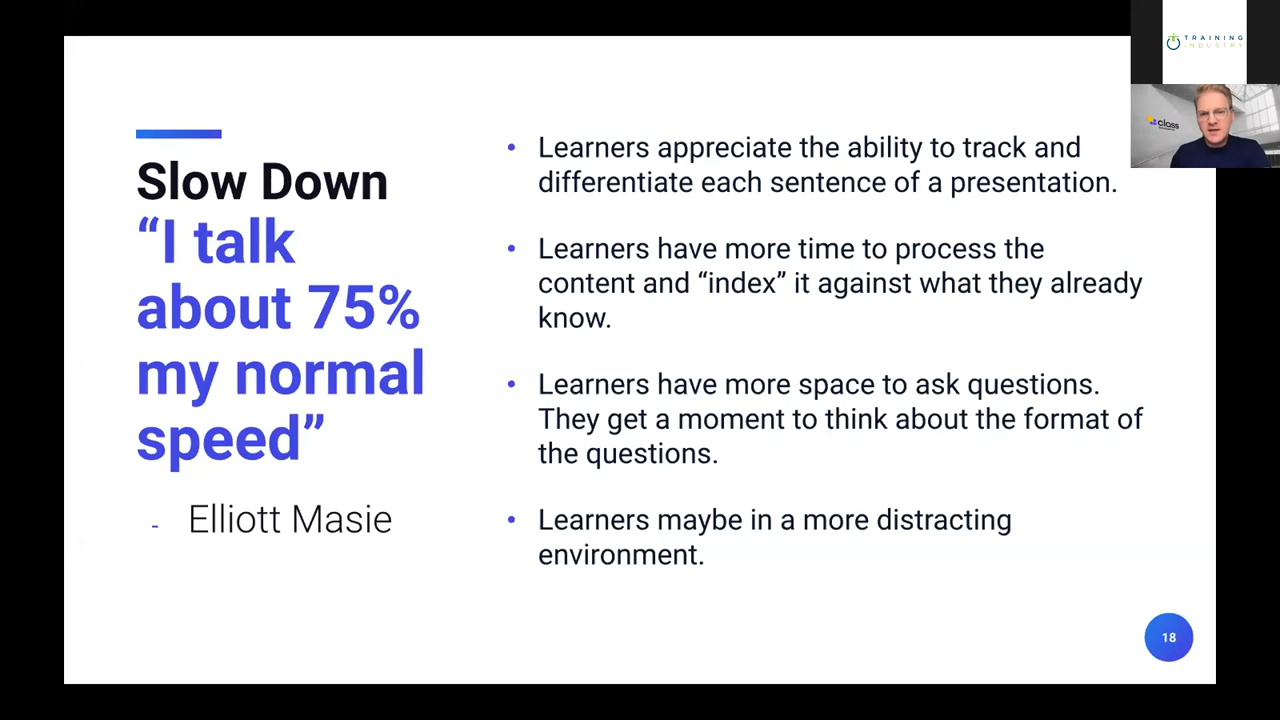 Slow Down
“I talk
about 75%
my normal
speed”
- Elliott Masie
• Learners appreciate the ability to track and
differentiate each sentence of a presentation.
• Learners have more time to process the
content and “index” it against what they already
know.
• Learners have more space to ask questions.
They get a moment to think about the format of
the questions.
• Learners maybe in a more distracting
environment.
18
TRAINING
INDUSTRY
class